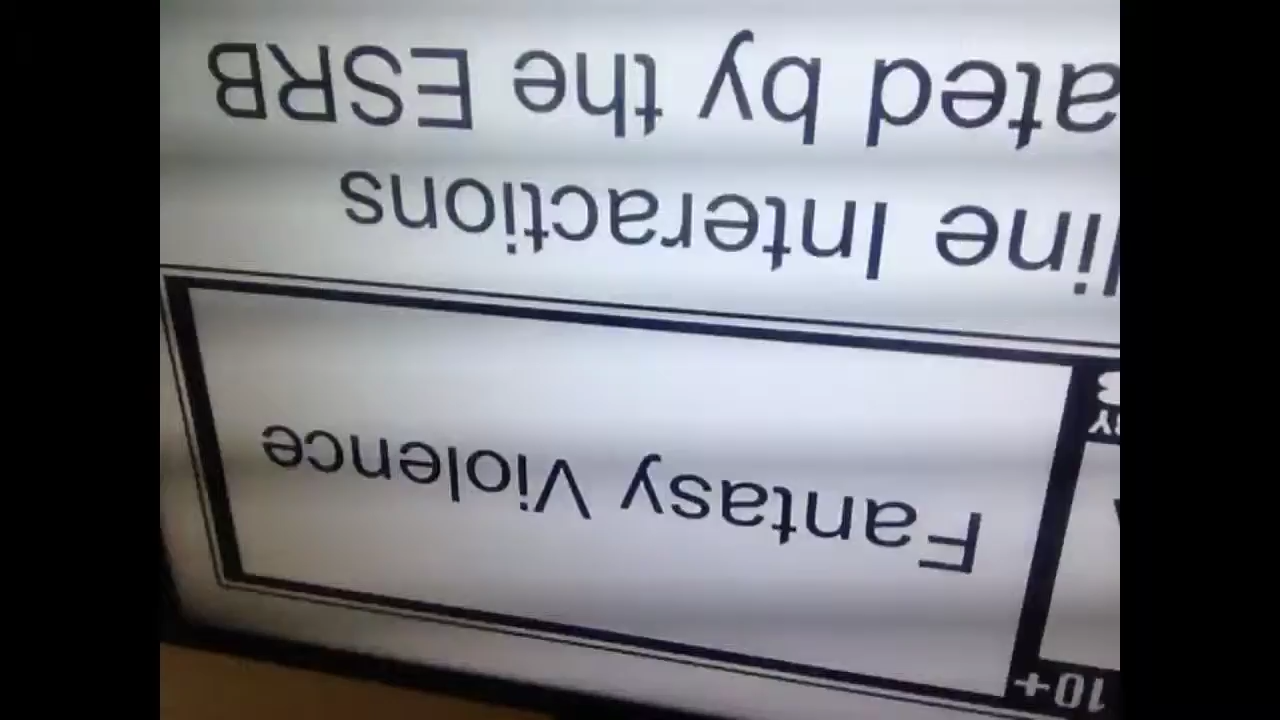 10+
Fantasy Violence
line Interactions
ated by the ESRB